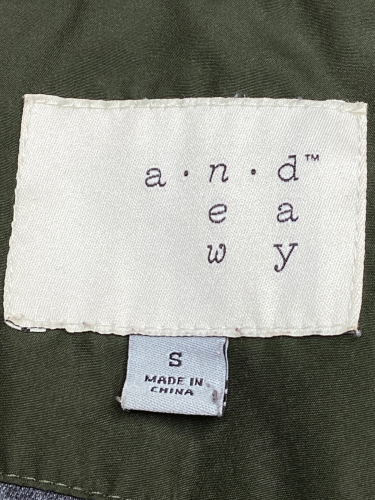 a · n · d™
e a
w y
S
MADE IN
CHINA